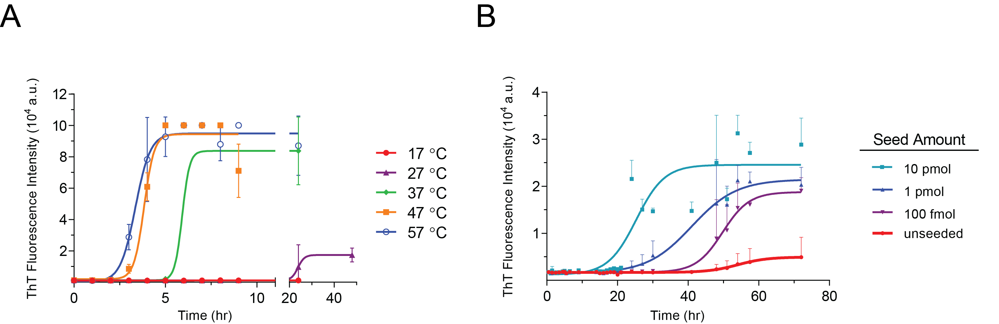 A
B
ThT Fluorescence Intensity (10⁴ a.u.)
12
10
8
6
4
2
0
5
10
20
40
Time (hr)
17 °C
27 °C
37 °C
47 °C
57 °C
ThT Fluorescence Intensity (10⁴ a.u.)
4
3
2
1
0
20
40
60
80
Time (hr)
Seed Amount
10 pmol
1 pmol
100 fmol
unseeded